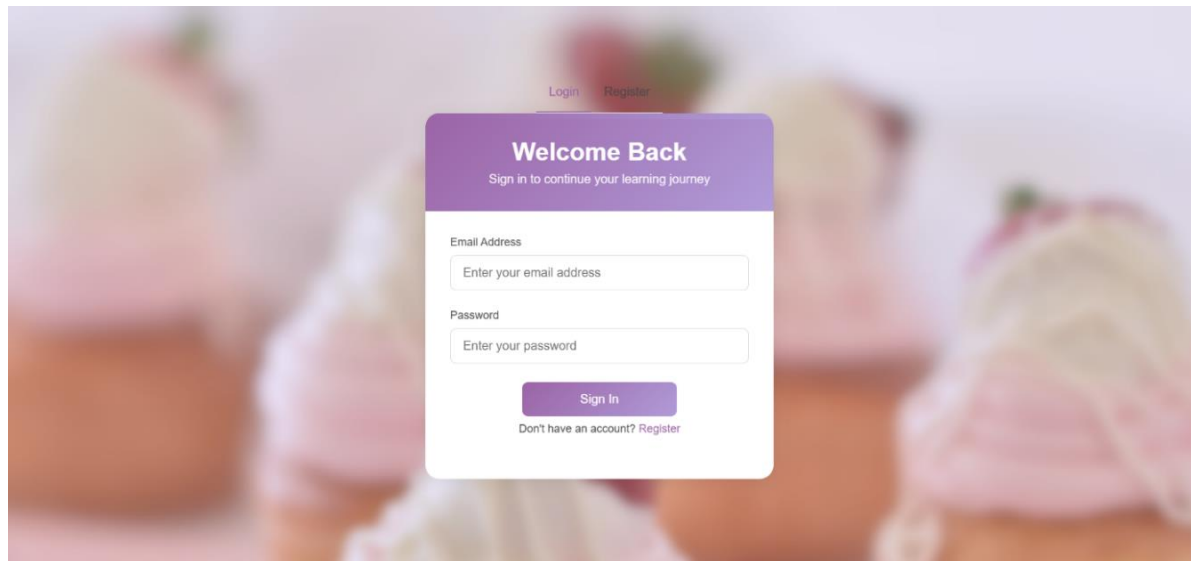 Login Register
Welcome Back
Sign in to continue your learning journey
Email Address
Enter your email address
Password
Enter your password
Sign In
Don't have an account? Register